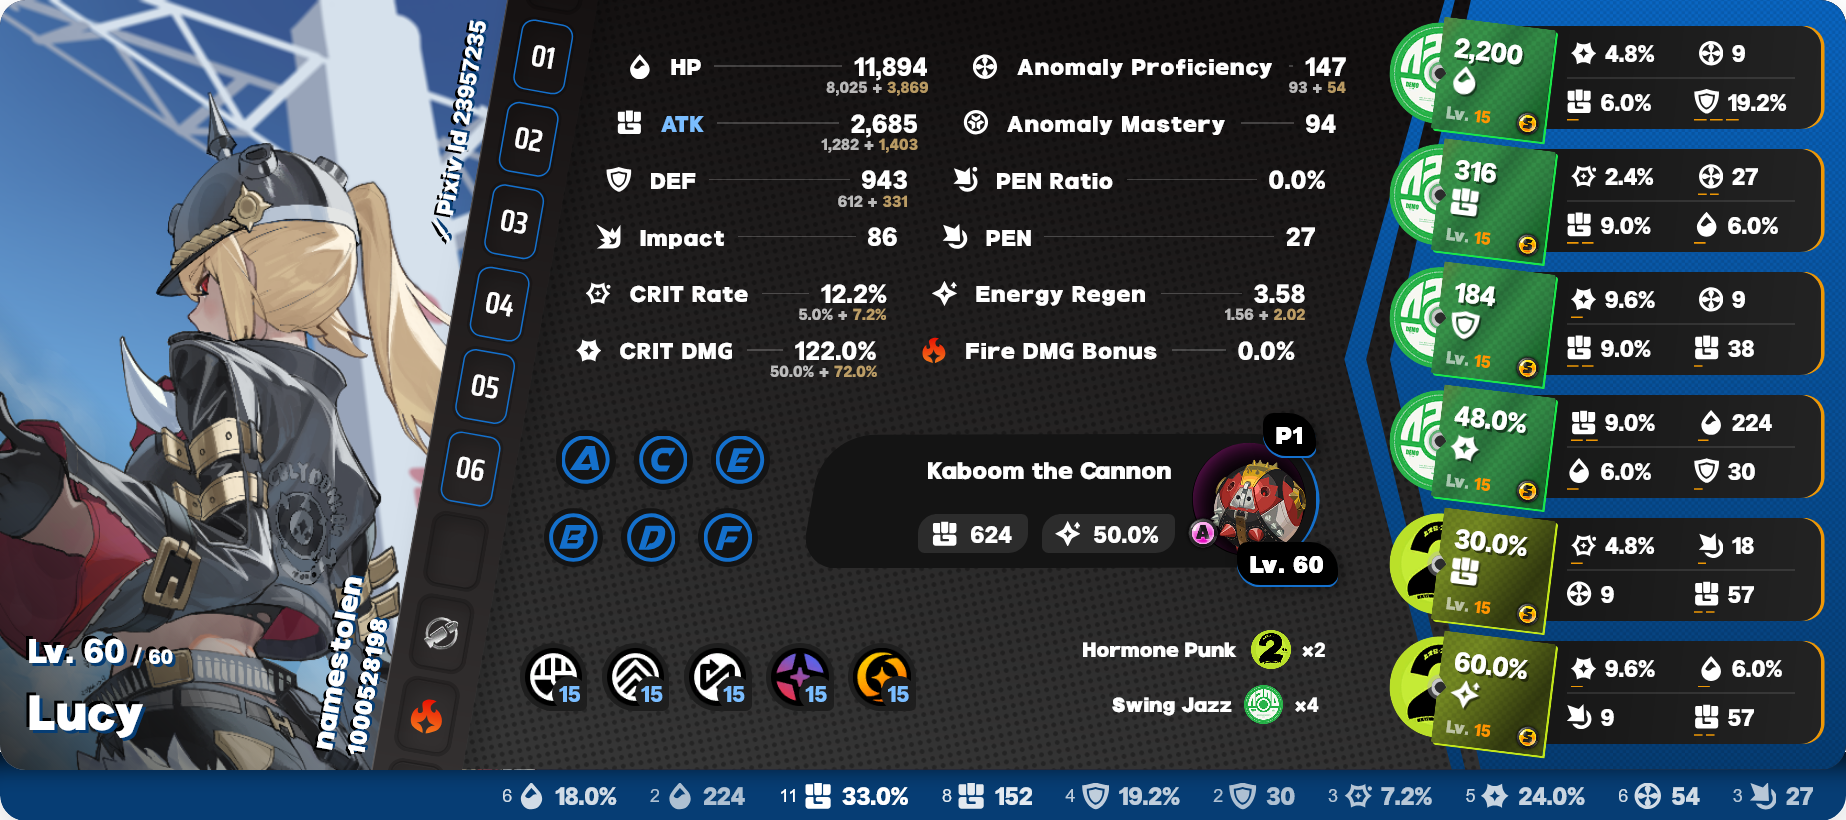 Pixiv Id 23957235
Lv. 60 / 60
Lucy
namestolen
1000528198
01
02
03
04
05
06
HP 11,894
8,025 + 3,869
ATK 2,685
1,282 + 1,403
DEF 943
612 + 331
Impact 86
CRIT Rate 12.2%
5.0% + 7.2%
CRIT DMG 122.0%
50.0% + 72.0%
Anomaly Proficiency 147
93 + 54
Anomaly Mastery 94
PEN Ratio 0.0%
PEN 27
Energy Regen 3.58
1.56 + 2.02
Fire DMG Bonus 0.0%
A C E
B D F
P1
Kaboom the Cannon
624 50.0%
A
Lv. 60
15 15 15 15 15
Hormone Punk 2 ×2
Swing Jazz ×4
2,200
Lv. 15
S
4.8% 9
6.0% 19.2%
316
Lv. 15
S
2.4% 27
9.0% 6.0%
184
Lv. 15
S
9.6% 9
9.0% 38
48.0%
Lv. 15
S
9.0% 224
6.0% 30
30.0%
Lv. 15
S
4.8% 18
9 57
60.0%
Lv. 15
S
9.6% 6.0%
9 57
6 18.0% 2 224 11 33.0% 8 152 4 19.2% 2 30 3 7.2% 5 24.0% 6 54 3 27